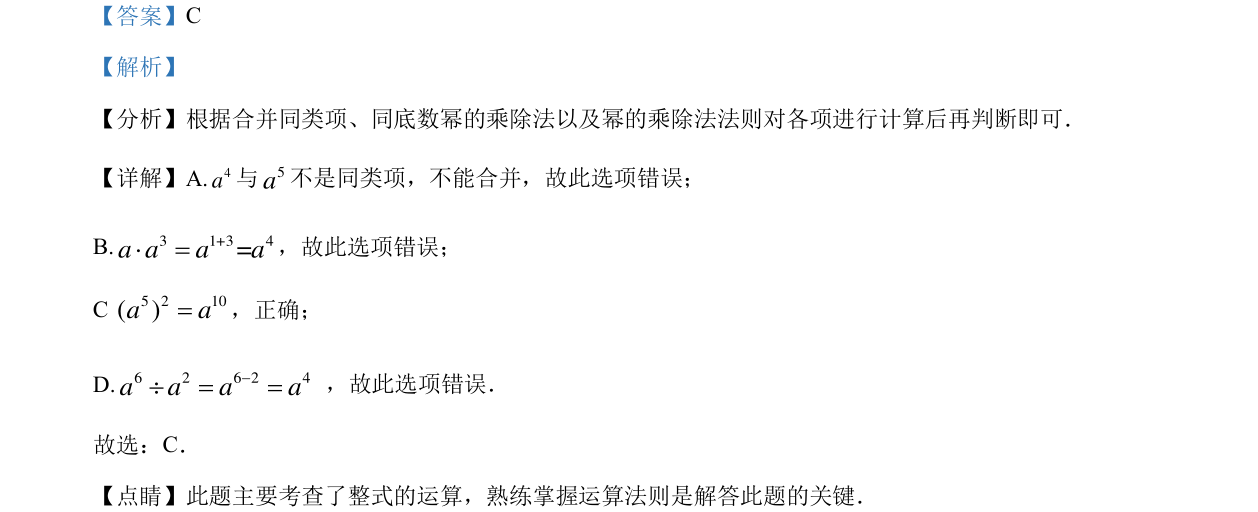 【答案】C
【解析】
【分析】根据合并同类项、同底数幂的乘除法以及幂的乘除法法则对各项进行计算后再判断即可．
【详解】A. a⁴ 与 a⁵ 不是同类项，不能合并，故此选项错误；
B. a·a³ = a¹⁺³=a⁴，故此选项错误；
C (a⁵)² = a¹⁰，正确；
D. a⁶ ÷ a² = a⁶⁻² = a⁴ ，故此选项错误．
故选：C．
【点睛】此题主要考查了整式的运算，熟练掌握运算法则是解答此题的关键．